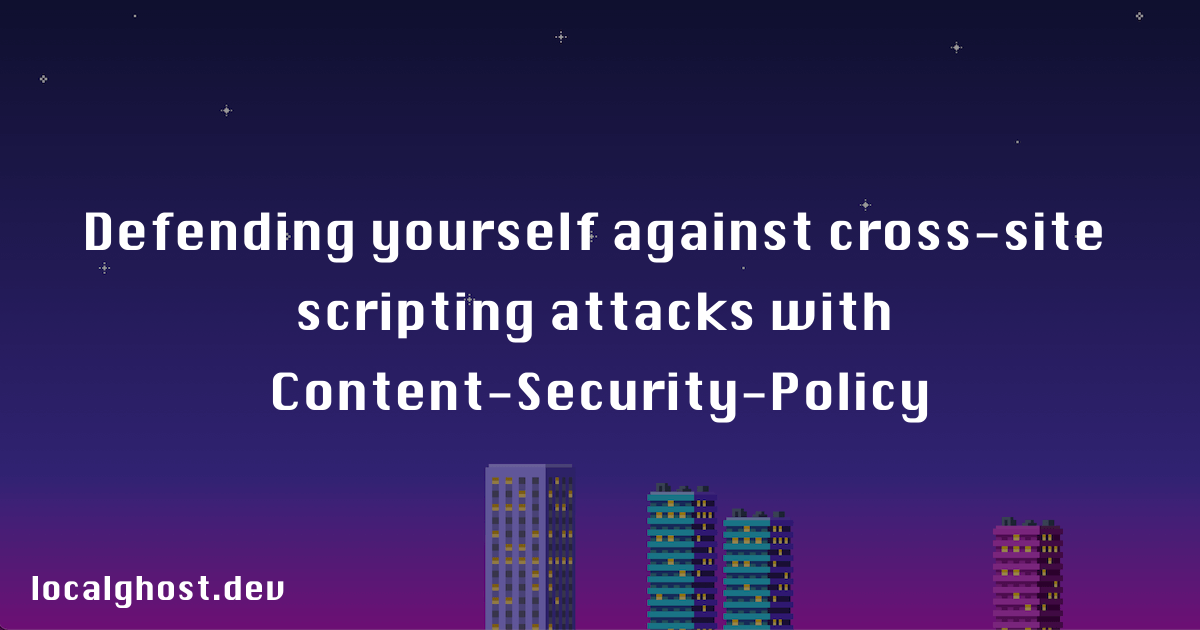 Defending yourself against cross-site
scripting attacks with
Content-Security-Policy
localghost.dev